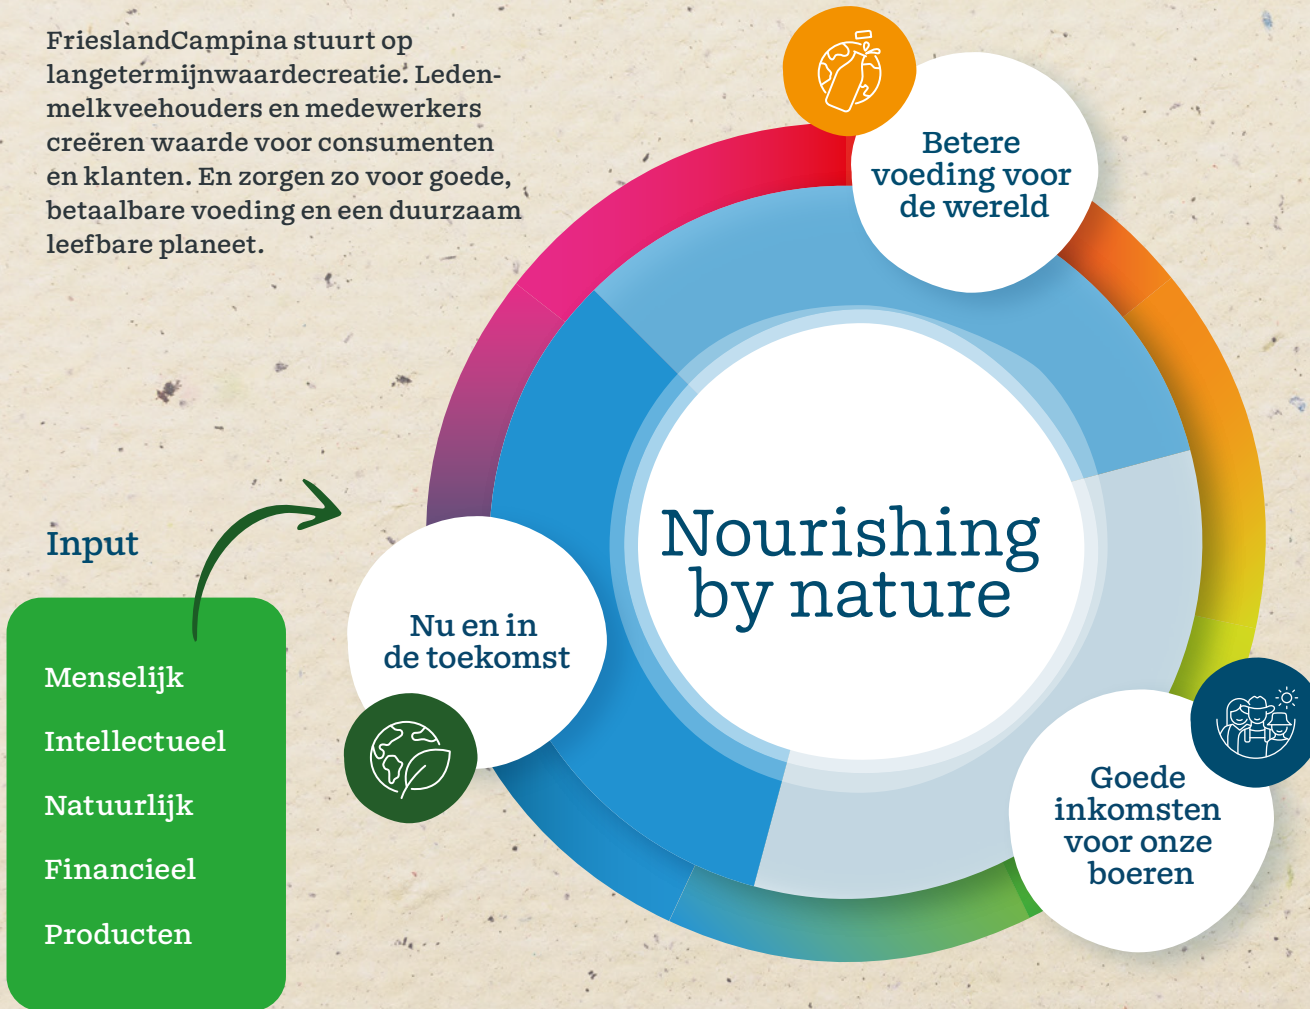 FrieslandCampina stuurt op
langetermijnwaardecreatie. Leden-
melkveehouders en medewerkers
creëren waarde voor consumenten
en klanten. En zorgen zo voor goede,
betaalbare voeding en een duurzaam
leefbare planeet.
Betere
voeding voor
de wereld
Nourishing
by nature
Input
Nu en in
de toekomst
Menselijk
Intellectueel
Natuurlijk
Financieel
Producten
Goede
inkomsten
voor onze
boeren